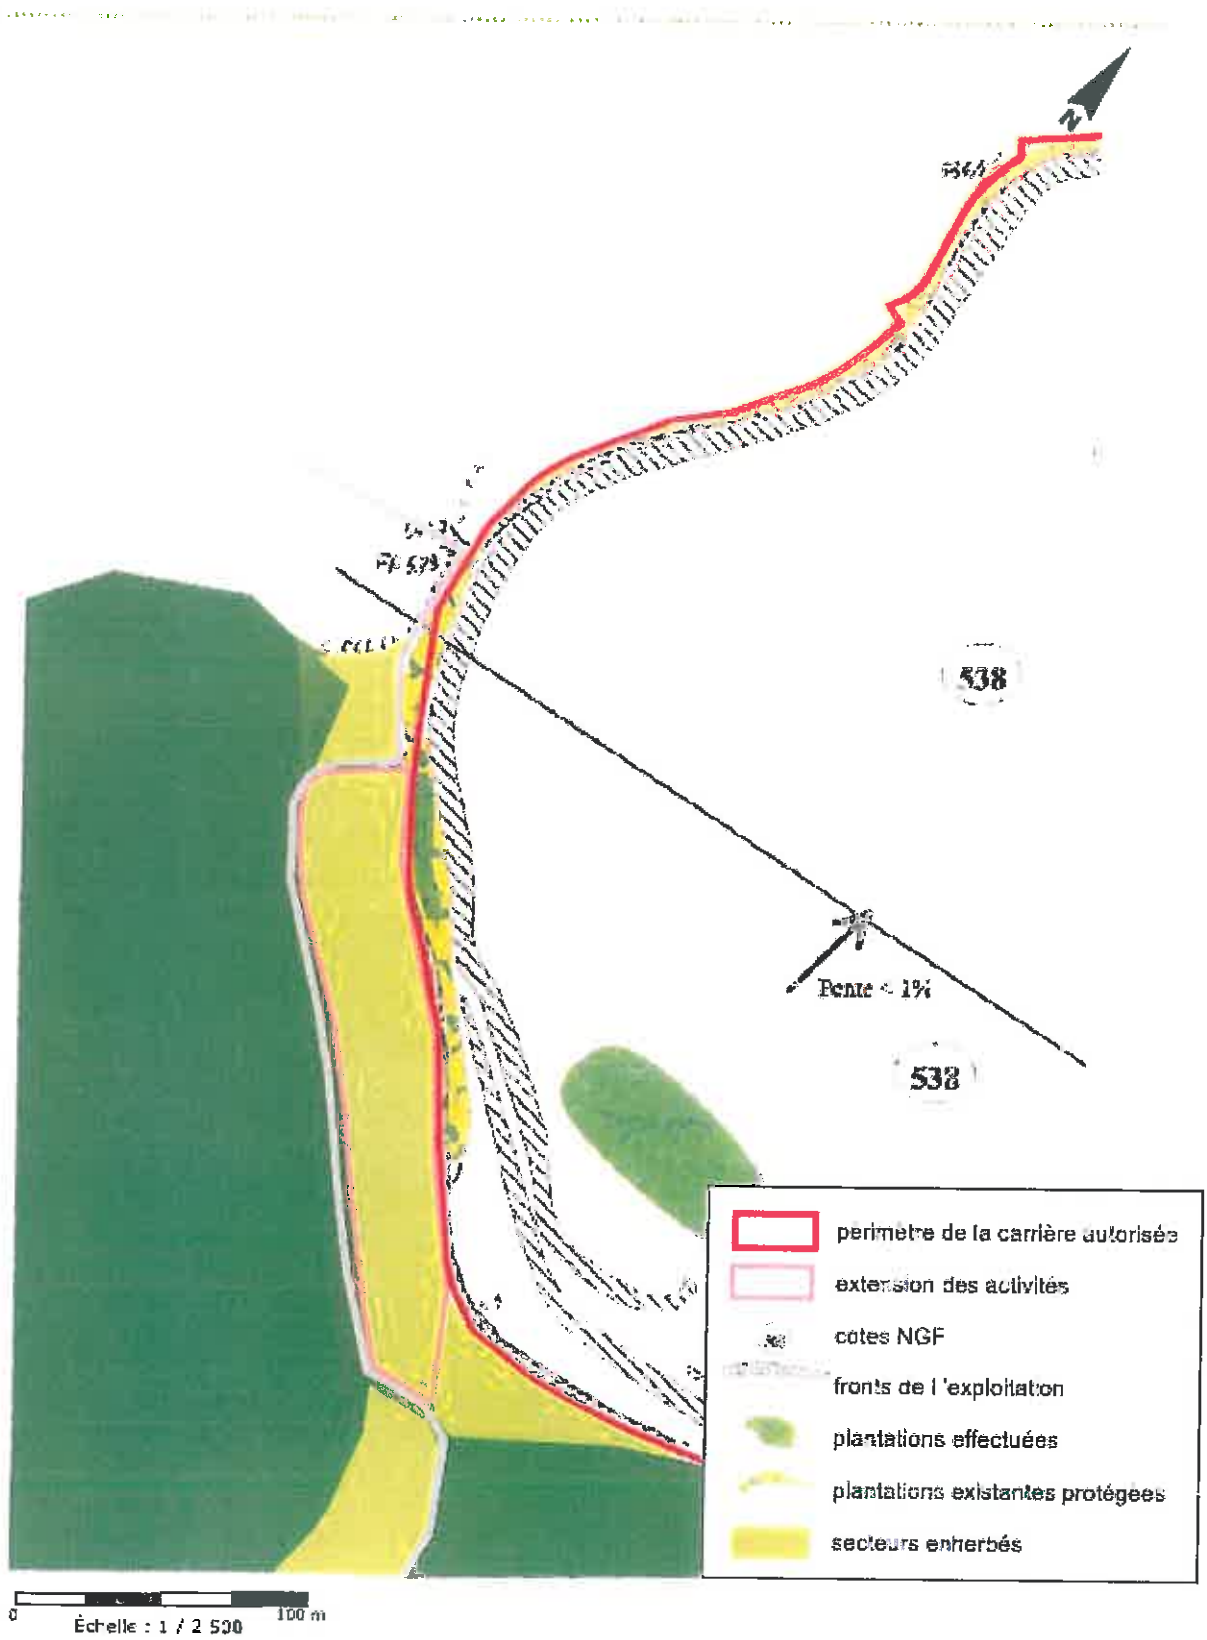 N
538
Pente < 1%
538
périmètre de la carrière autorisée
extension des activités
cotes NGF
fronts de l'exploitation
plantations effectuées
plantations existantes protégées
secteurs enherbés
0 100 m
Échelle : 1 / 2 500